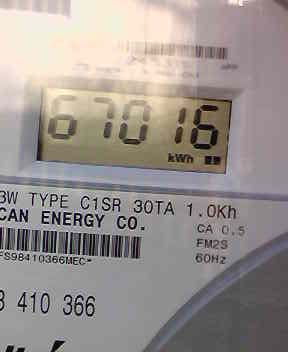 67016
kWh
3W TYPE C1SR 30TA 1.0Kh
CAN ENERGY CO.
CA 0.5
FM2S
FS98410366MEC*
60Hz
3 410 366